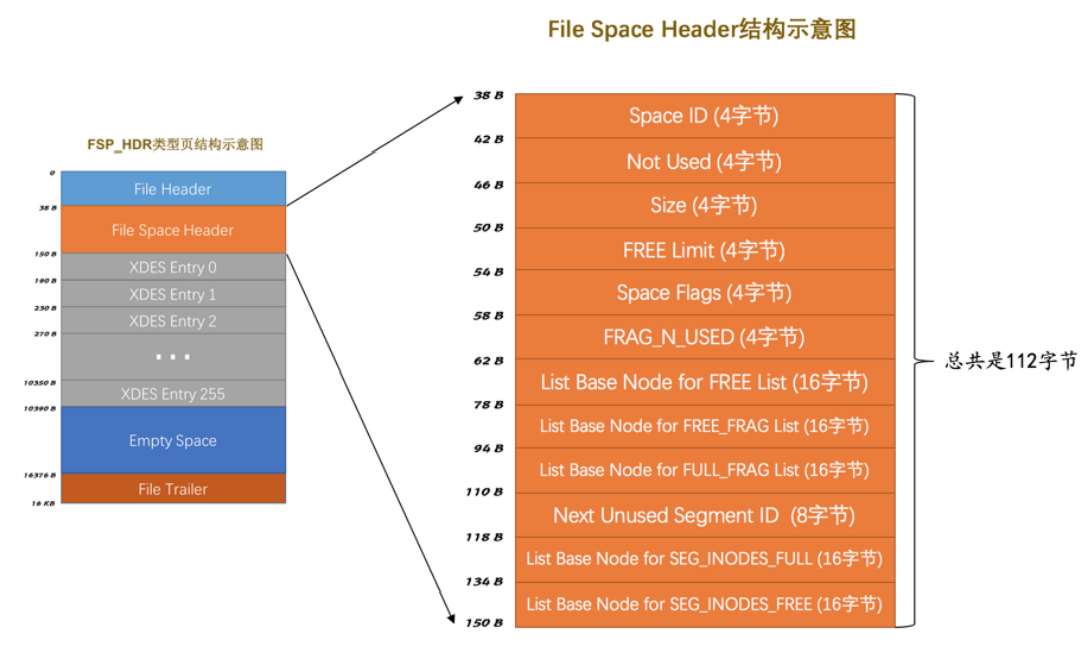 File Space Header结构示意图
FSP_HDR类型页结构示意图
0
File Header
38 B
File Space Header
150 B
XDES Entry 0
190 B
XDES Entry 1
230 B
XDES Entry 2
270 B
...
10350 B
XDES Entry 255
10390 B
Empty Space
16376 B
File Trailer
16 KB
38 B
Space ID (4字节)
42 B
Not Used (4字节)
46 B
Size (4字节)
50 B
FREE Limit (4字节)
54 B
Space Flags (4字节)
58 B
FRAG_N_USED (4字节)
62 B
List Base Node for FREE List (16字节)
78 B
List Base Node for FREE_FRAG List (16字节)
94 B
List Base Node for FULL_FRAG List (16字节)
110 B
Next Unused Segment ID (8字节)
118 B
List Base Node for SEG_INODES_FULL (16字节)
134 B
List Base Node for SEG_INODES_FREE (16字节)
150 B
总共是112字节